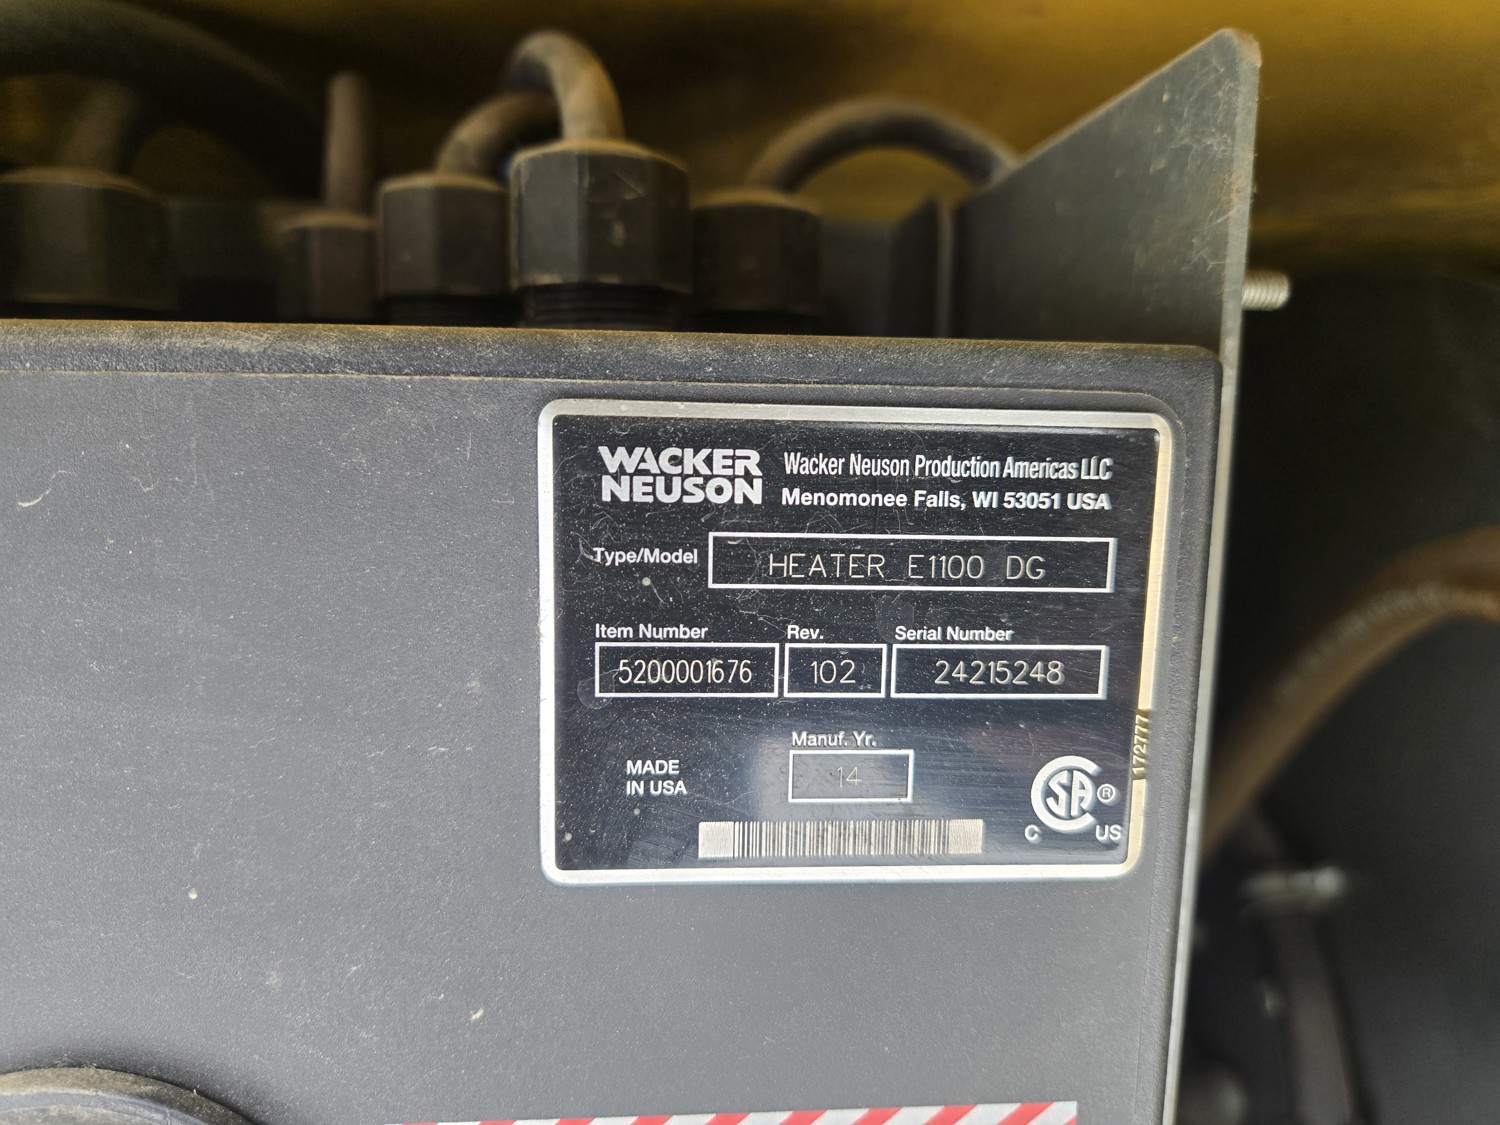 WACKER
NEUSON
Wacker Neuson Production Americas LLC
Menomonee Falls, WI 53051 USA
Type/Model
HEATER E1100 DG
Item Number
Rev.
Serial Number
5200001676
102
24215248
Manuf. Yr.
14
MADE
IN USA
172777
CSA ®
C US